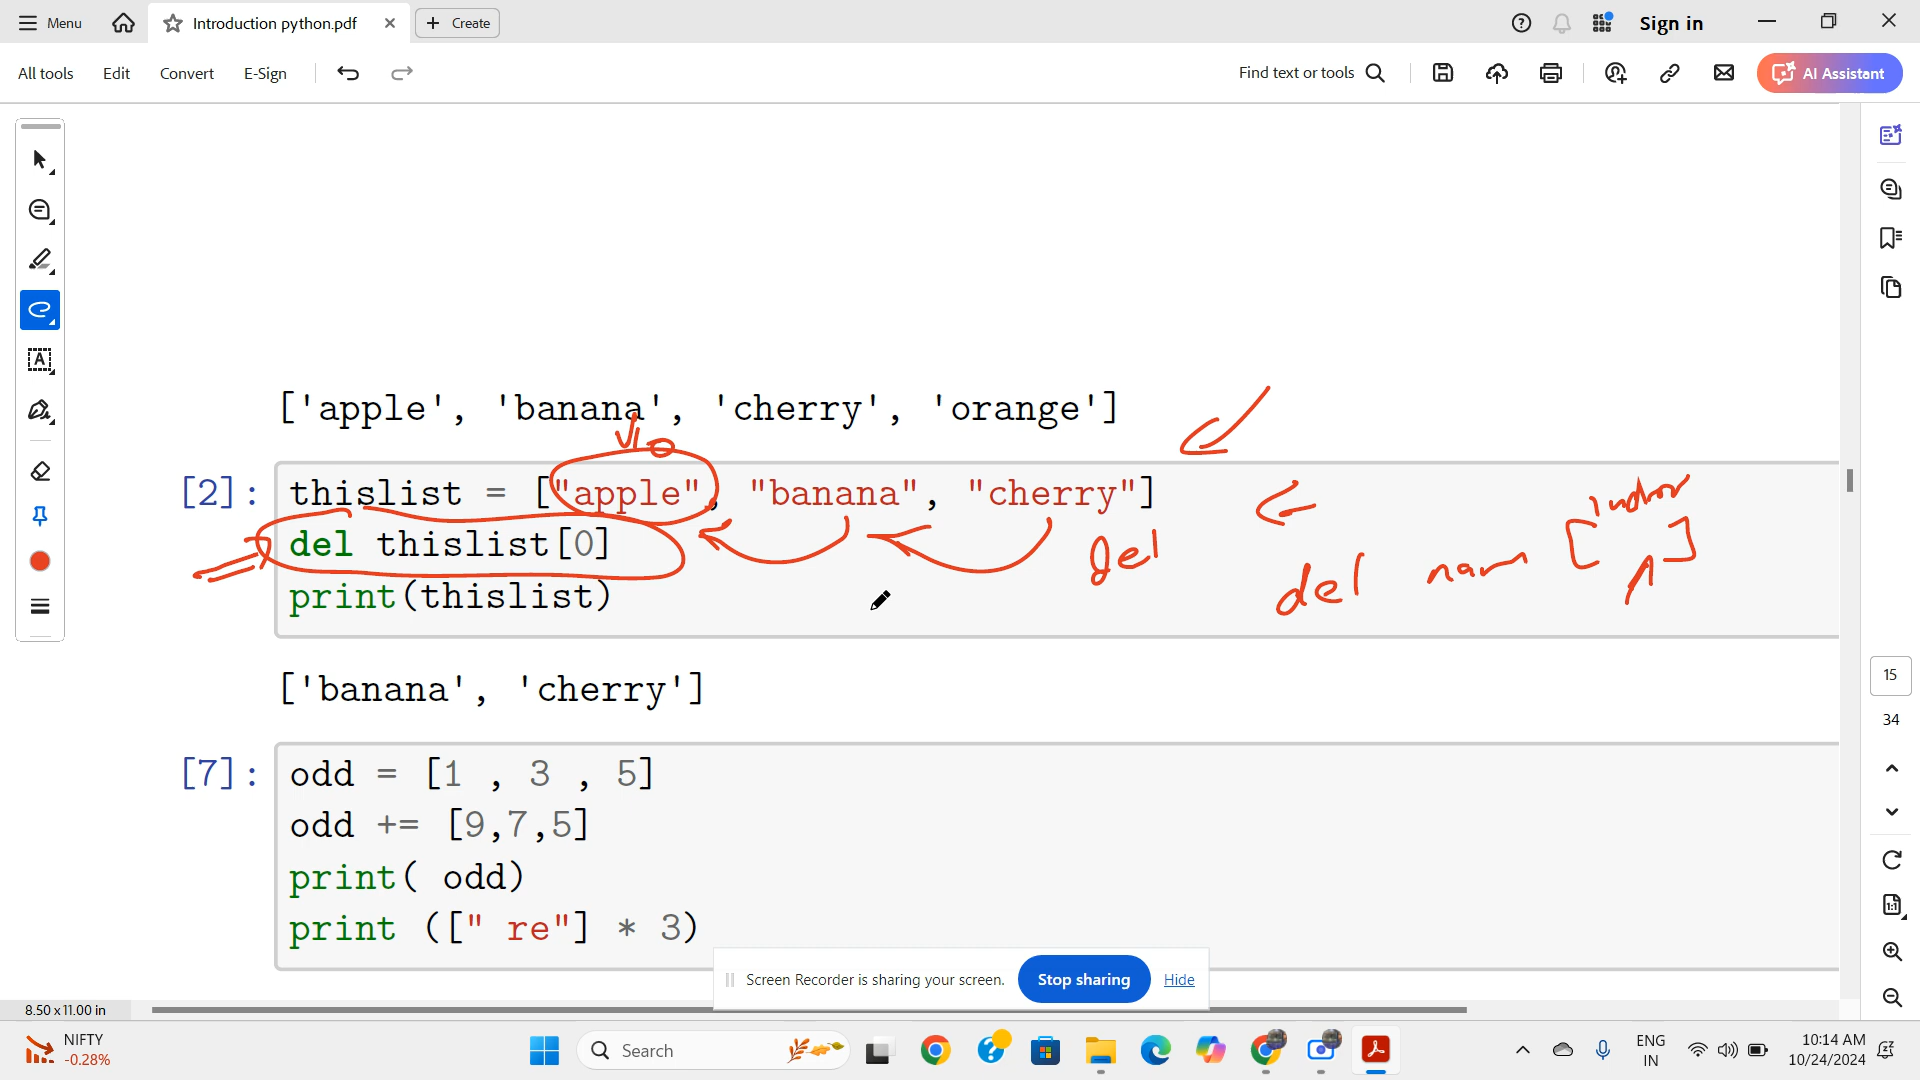 Menu
Introduction python.pdf
Create
Sign in
All tools
Edit
Convert
E-Sign
Find text or tools
AI Assistant
['apple', 'banana', 'cherry', 'orange']
0
[2]: thislist = ["apple", "banana", "cherry"]
del thislist[0]
print(thislist)
del
del nam [ ]
['banana', 'cherry']
[7]: odd = [1 , 3 , 5]
odd += [9,7,5]
print( odd)
print ([" re"] * 3)
15
34
Screen Recorder is sharing your screen.
Stop sharing
Hide
8.50 x 11.00 in
NIFTY
-0.28%
Search
ENG
IN
10:14 AM
10/24/2024